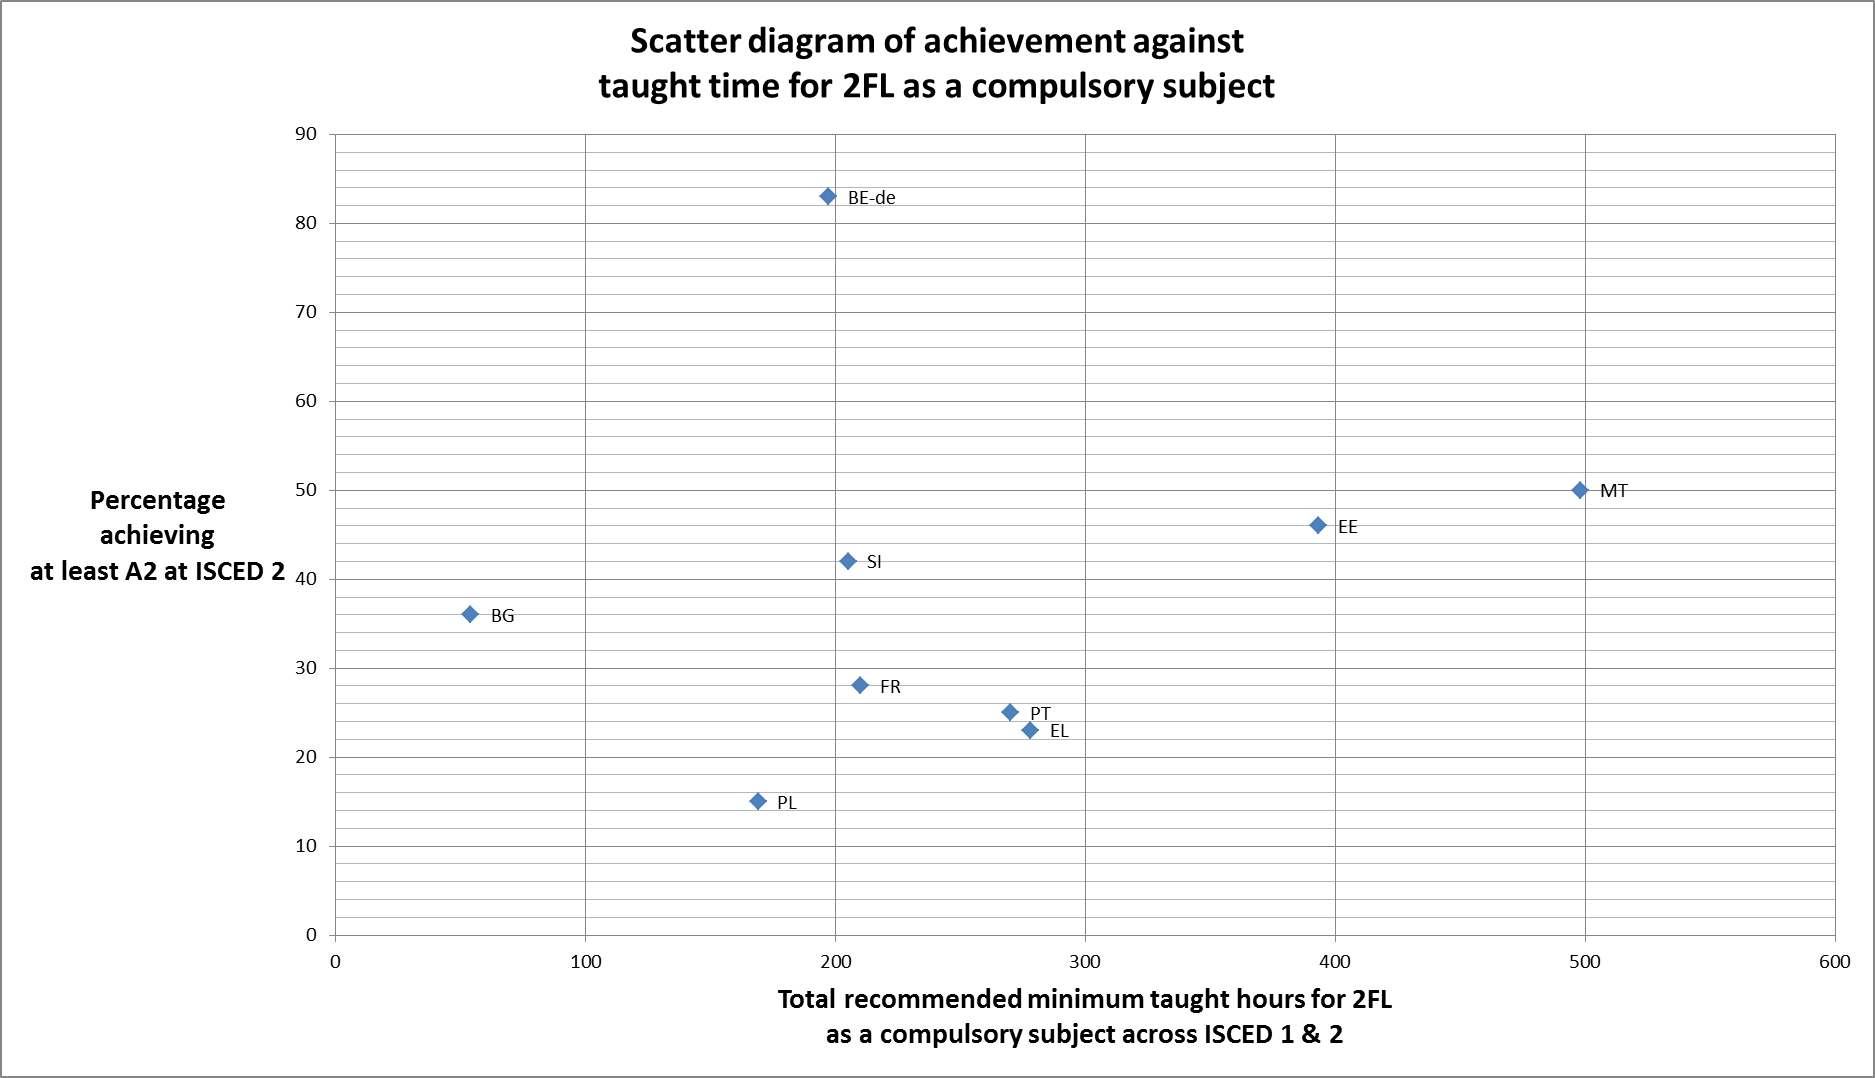 Scatter diagram of achievement against
taught time for 2FL as a compulsory subject
90
80
70
60
50
40
30
20
10
0
Percentage
achieving
at least A2 at ISCED 2
BE-de
MT
EE
SI
BG
FR
PT
EL
PL
0
100
200
300
400
500
600
Total recommended minimum taught hours for 2FL
as a compulsory subject across ISCED 1 & 2